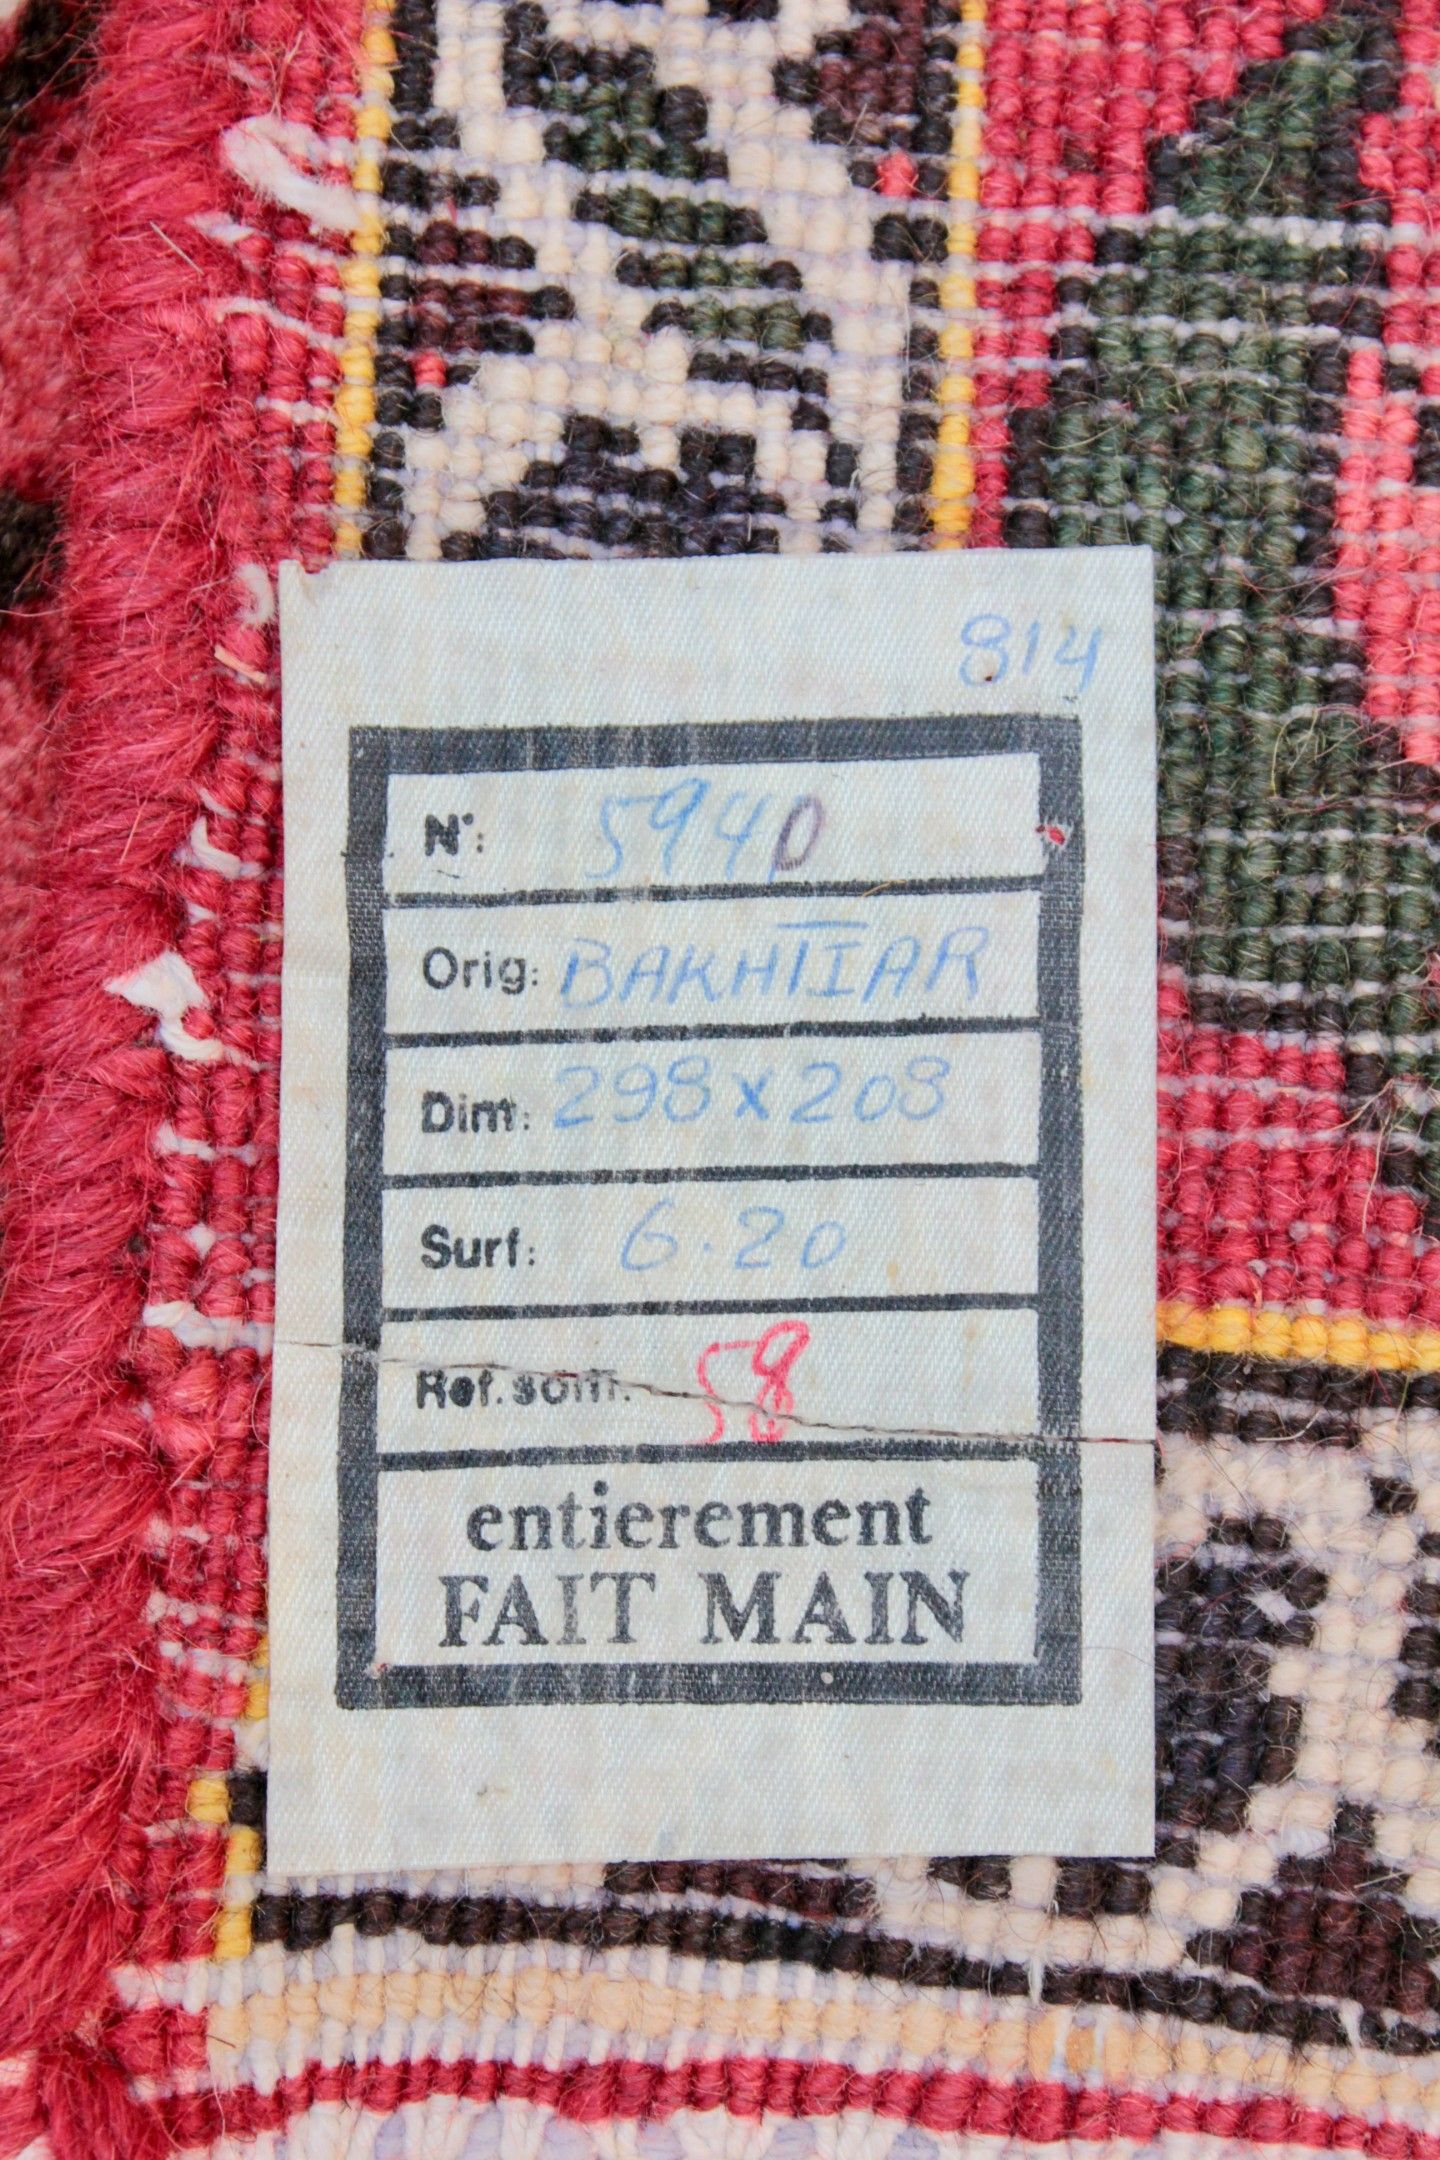 814
N°: 5940
Orig: BAKHTIAR
Dim: 298 x 208
Surf: 6.20
Ref. som. 58
entierement
FAIT MAIN